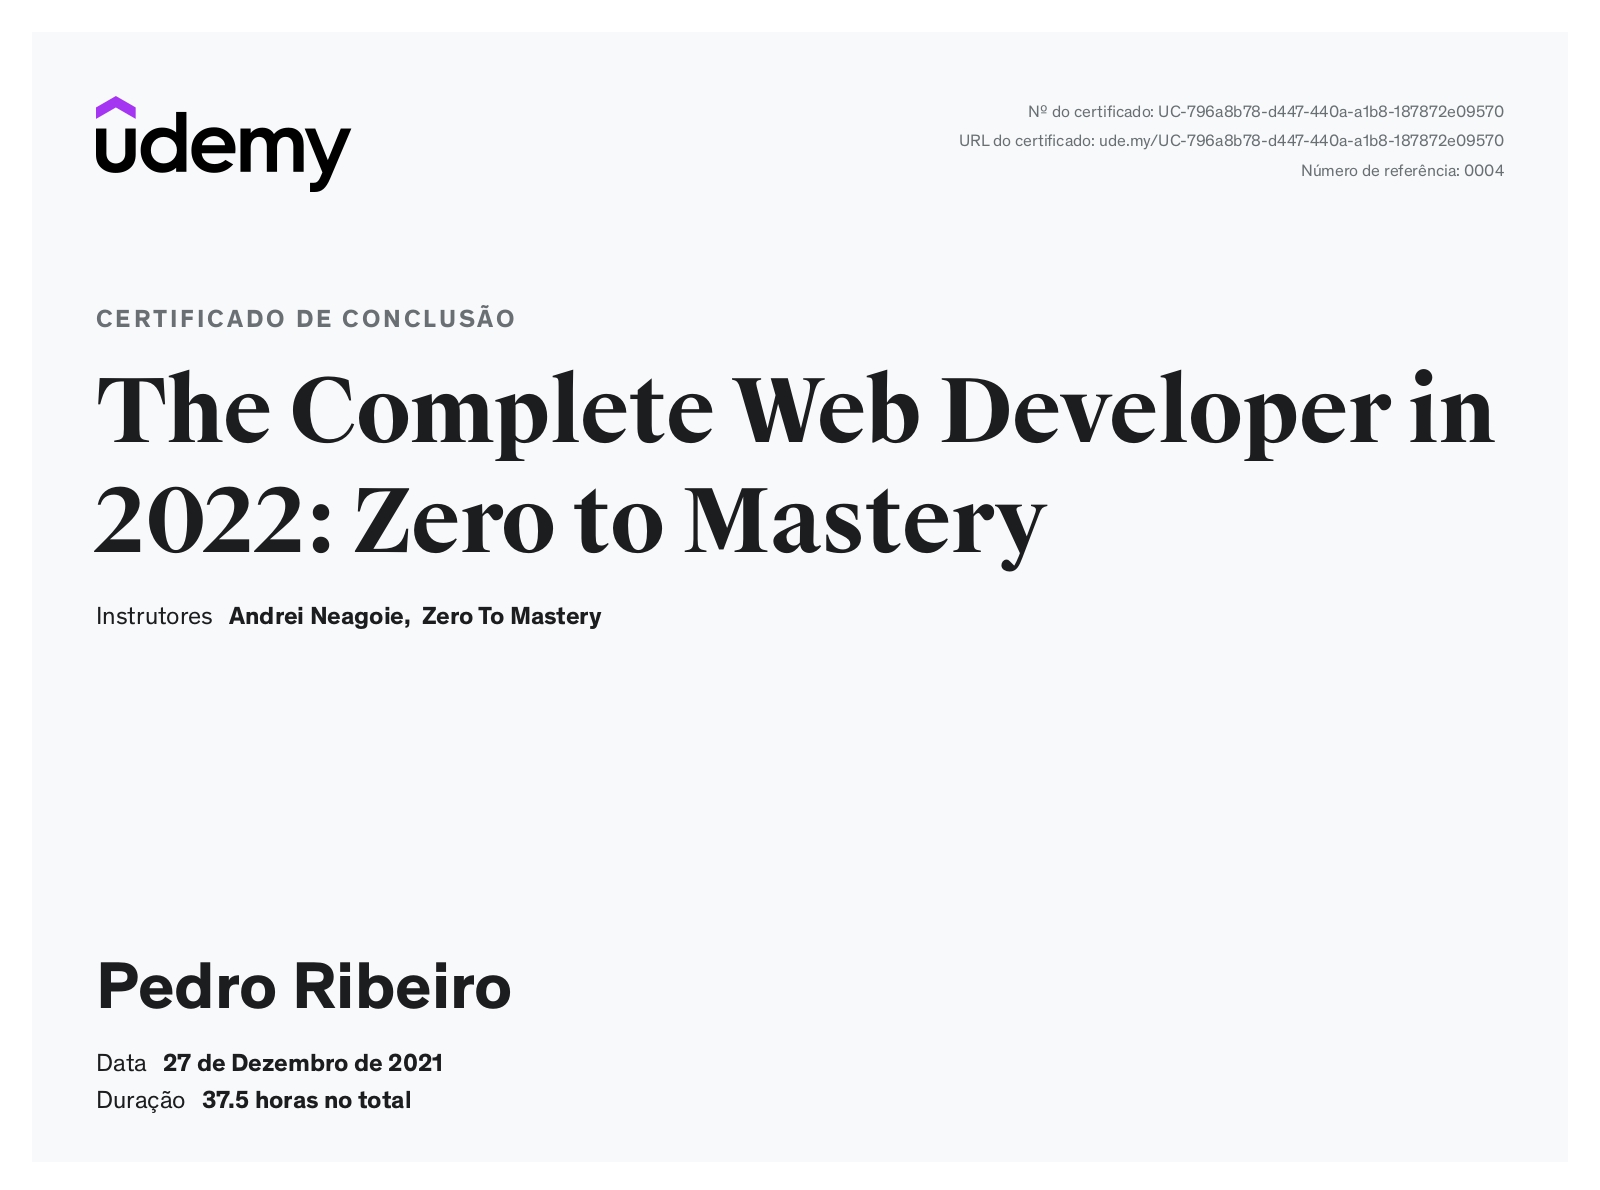 udemy
Nº do certificado: UC-796a8b78-d447-440a-a1b8-187872e09570
URL do certificado: ude.my/UC-796a8b78-d447-440a-a1b8-187872e09570
Número de referência: 0004
CERTIFICADO DE CONCLUSÃO
The Complete Web Developer in
2022: Zero to Mastery
Instrutores Andrei Neagoie, Zero To Mastery
Pedro Ribeiro
Data 27 de Dezembro de 2021
Duração 37.5 horas no total